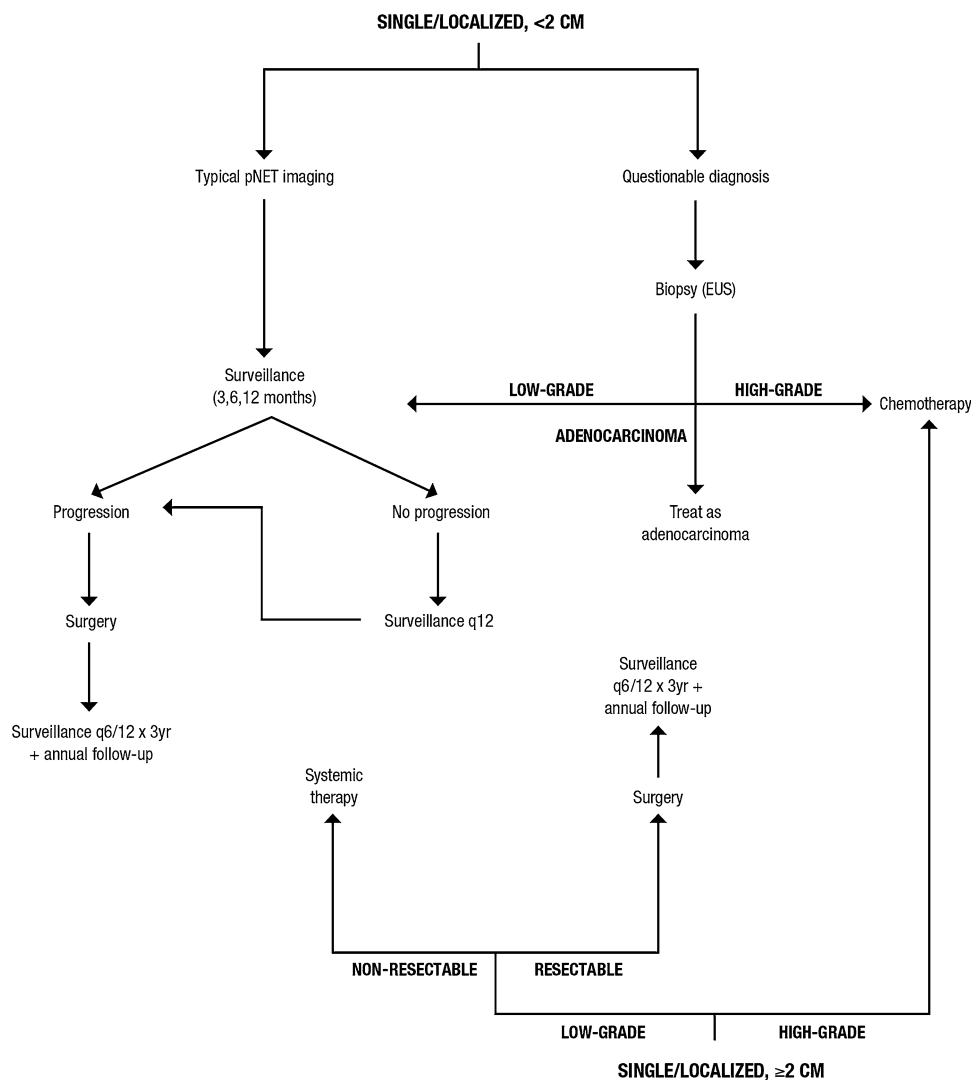 SINGLE/LOCALIZED, <2 CM
Typical pNET imaging
Questionable diagnosis
Biopsy (EUS)
Surveillance
(3,6,12 months)
LOW-GRADE
HIGH-GRADE
Chemotherapy
ADENOCARCINOMA
Progression
No progression
Treat as
adenocarcinoma
Surgery
Surveillance q12
Surveillance
q6/12 x 3yr +
annual follow-up
Surveillance q6/12 x 3yr
+ annual follow-up
Systemic
therapy
Surgery
NON-RESECTABLE
RESECTABLE
LOW-GRADE
HIGH-GRADE
SINGLE/LOCALIZED, ≥2 CM